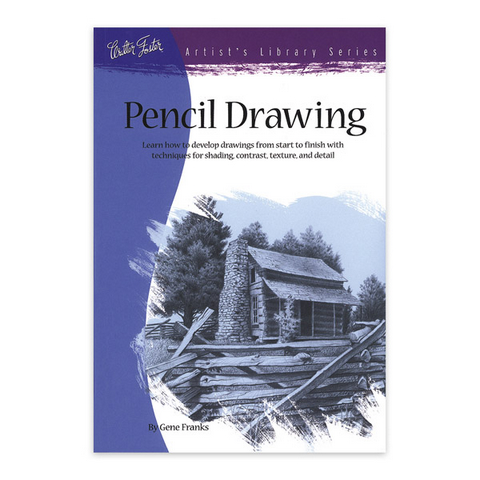 Walter Foster
Artist's Library Series
Pencil Drawing
Learn how to develop drawings from start to finish with
techniques for shading, contrast, texture, and detail
By Gene Franks